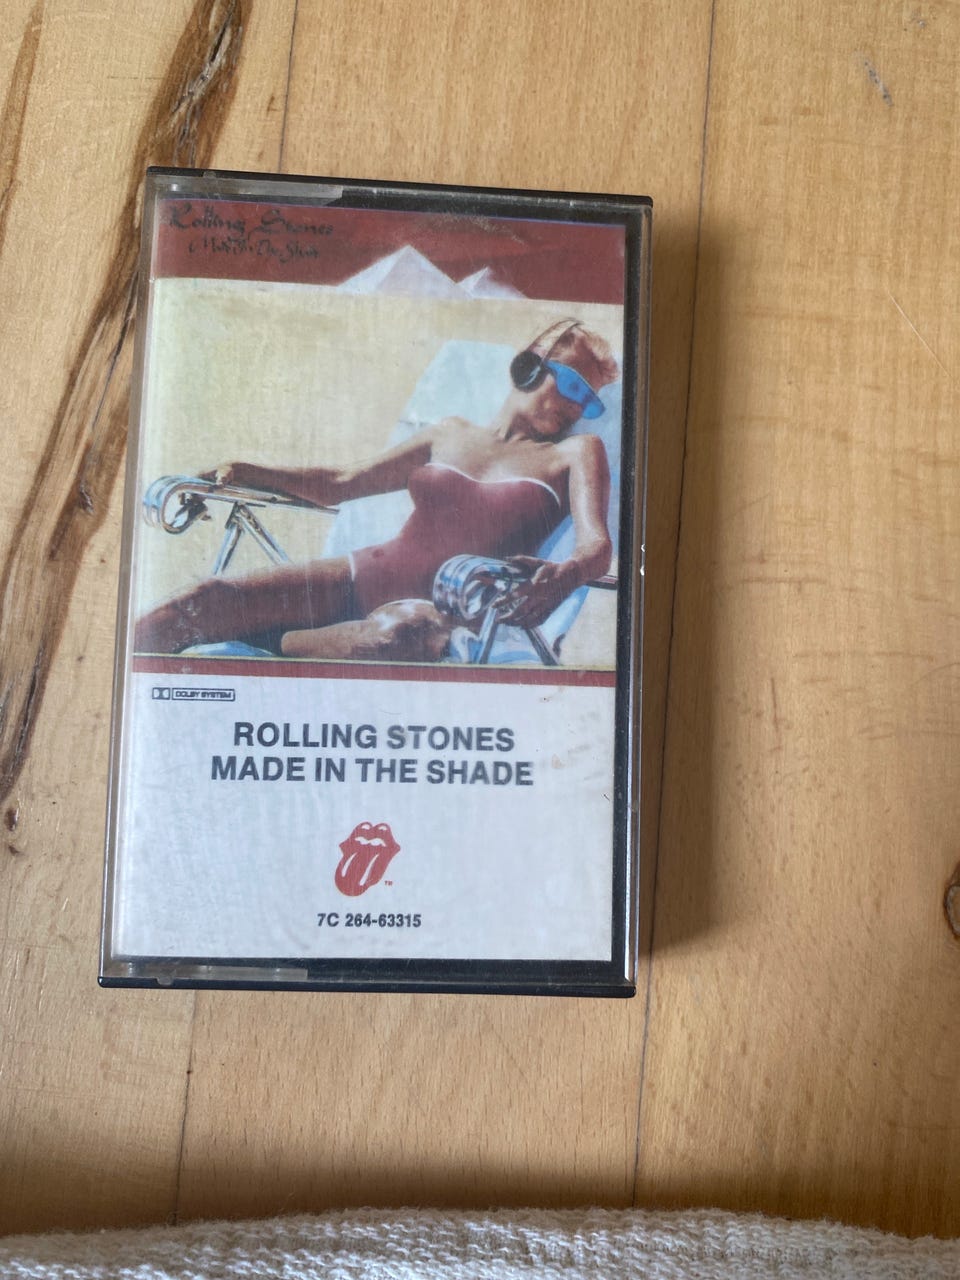 Rolling Stones
Made In The Shade
DOLBY SYSTEM
ROLLING STONES
MADE IN THE SHADE
TM
7C 264-63315